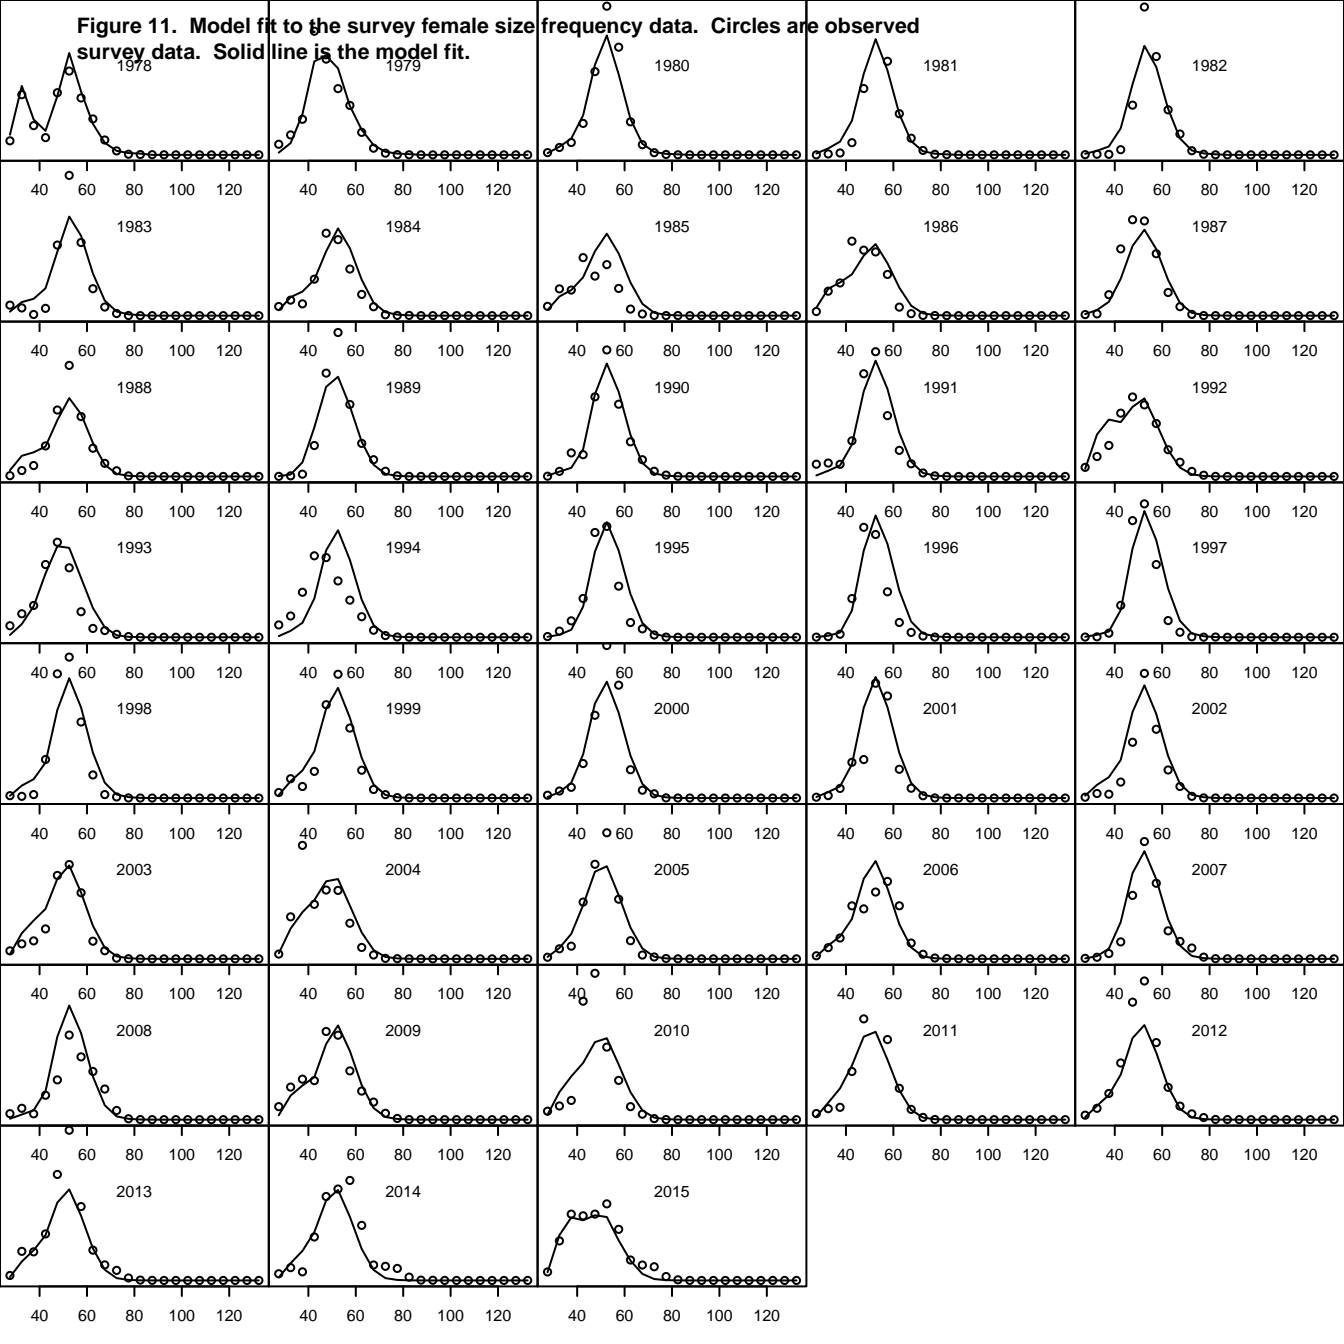 Figure 11. Model fit to the survey female size frequency data. Circles are observed
survey data. Solid line is the model fit.
1978 1979 1980 1981 1982
40 60 80 100 120 40 60 80 100 120 40 60 80 100 120 40 60 80 100 120 40 60 80 100 120
1983 1984 1985 1986 1987
40 60 80 100 120 40 60 80 100 120 40 60 80 100 120 40 60 80 100 120 40 60 80 100 120
1988 1989 1990 1991 1992
40 60 80 100 120 40 60 80 100 120 40 60 80 100 120 40 60 80 100 120 40 60 80 100 120
1993 1994 1995 1996 1997
40 60 80 100 120 40 60 80 100 120 40 60 80 100 120 40 60 80 100 120 40 60 80 100 120
1998 1999 2000 2001 2002
40 60 80 100 120 40 60 80 100 120 40 60 80 100 120 40 60 80 100 120 40 60 80 100 120
2003 2004 2005 2006 2007
40 60 80 100 120 40 60 80 100 120 40 60 80 100 120 40 60 80 100 120 40 60 80 100 120
2008 2009 2010 2011 2012
40 60 80 100 120 40 60 80 100 120 40 60 80 100 120 40 60 80 100 120 40 60 80 100 120
2013 2014 2015
40 60 80 100 120 40 60 80 100 120 40 60 80 100 120